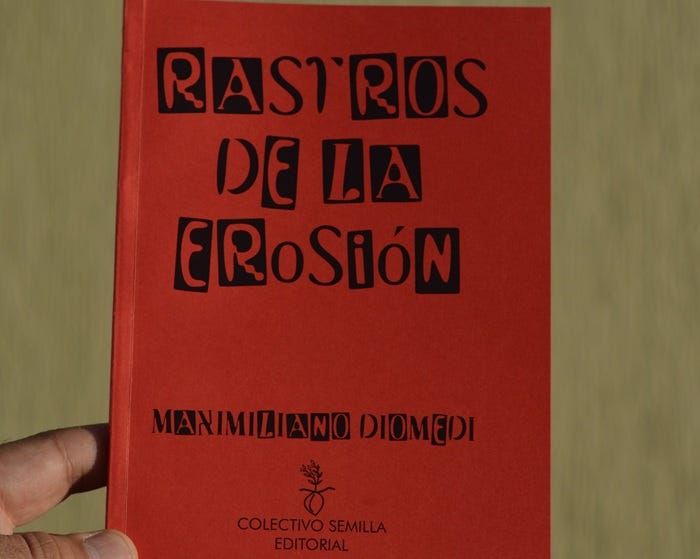 RASTROS
DE LA
EROSIÓN
MAXIMILIANO DIOMEDI
COLECTIVO SEMILLA
EDITORIAL